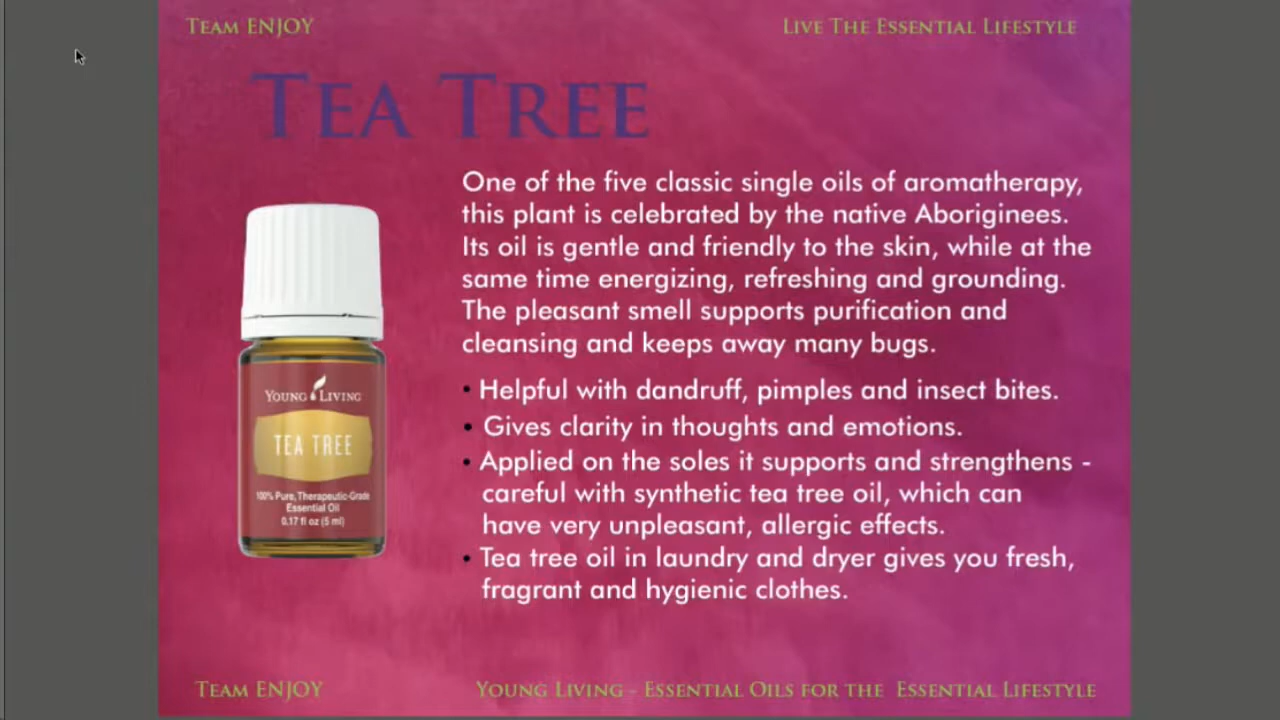 Team ENJOY
Live The Essential Lifestyle
Tea Tree
One of the five classic single oils of aromatherapy,
this plant is celebrated by the native Aboriginees.
Its oil is gentle and friendly to the skin, while at the
same time energizing, refreshing and grounding.
The pleasant smell supports purification and
cleansing and keeps away many bugs.
• Helpful with dandruff, pimples and insect bites.
• Gives clarity in thoughts and emotions.
• Applied on the soles it supports and strengthens -
careful with synthetic tea tree oil, which can
have very unpleasant, allergic effects.
• Tea tree oil in laundry and dryer gives you fresh,
fragrant and hygienic clothes.
Young Living
TEA TREE
100% Pure, Therapeutic-Grade
Essential Oil
0.17 fl oz (5 ml)
Team ENJOY
Young Living - Essential Oils for the Essential Lifestyle